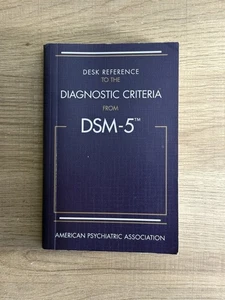 DESK REFERENCE
TO THE
DIAGNOSTIC CRITERIA
FROM
DSM-5™
AMERICAN PSYCHIATRIC ASSOCIATION